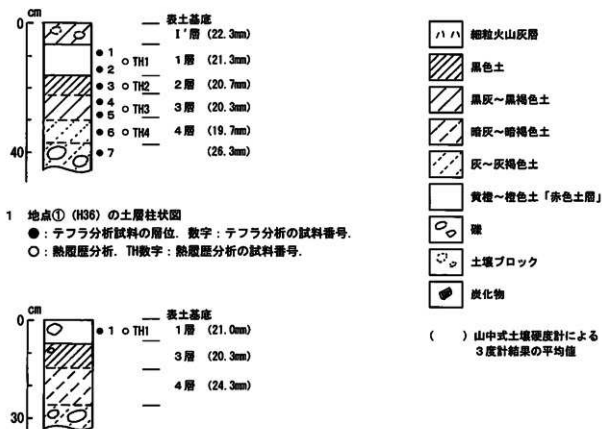 cm
0
40
表土基底
I'層 (22.3mm)
1 TH1 1層 (21.3mm)
2
3 TH2 2層 (20.7mm)
4
5 TH3 3層 (20.3mm)
6 TH4 4層 (19.7mm)
7 (26.3mm)
1 地点① (H36) の土層柱状図
●:テフラ分析試料の層位. 数字:テフラ分析の試料番号.
○:熱履歴分析. TH数字:熱履歴分析の試料番号.
cm
0
30
表土基底
1 TH1 1層 (21.0mm)
3層 (20.3mm)
4層 (24.3mm)
細粒火山灰層
黒色土
黒灰~黒褐色土
暗灰~暗褐色土
灰~灰褐色土
黄橙~橙色土「赤色土層」
礫
土壌ブロック
炭化物
( ) 山中式土壌硬度計による
3度計結果の平均値